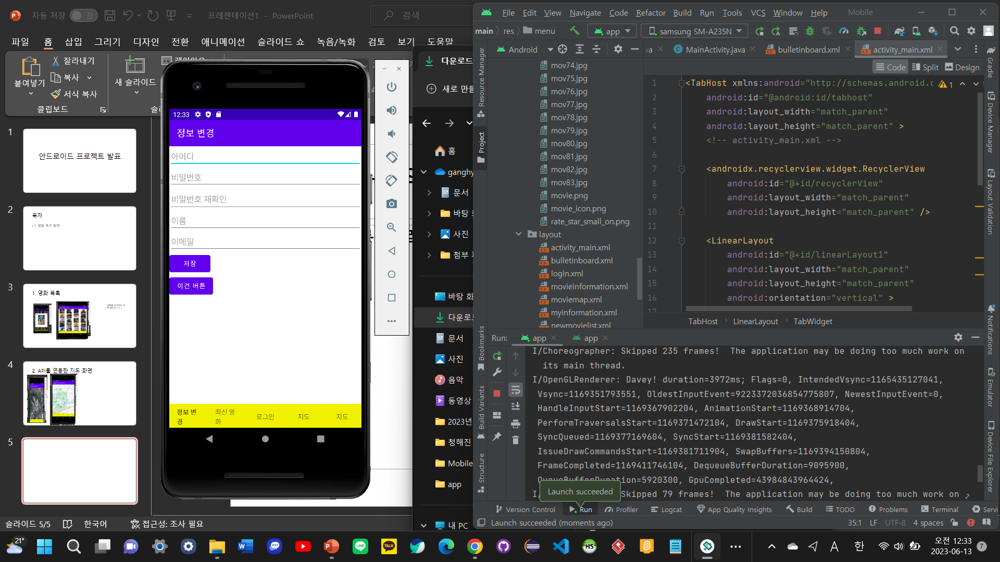 자동 저장
끔
프레젠테이션1 - PowerPoint
검색
파일 홈 삽입 그리기 디자인 전환 애니메이션 슬라이드 쇼 녹음/녹화 검토 보기 도움말
붙여넣기
잘라내기
복사
서식 복사
클립보드
새 슬라이드
1
안드로이드 프로젝트 발표
2
목차
• 1. 영화 목록 화면
3
1. 영화 목록
4
2. API를 연동한 지도 화면
5
슬라이드 5/5
한국어
접근성: 조사 필요
12:33
정보 변경
아이디
비밀번호
비밀번호 재확인
이름
이메일
저장
이건 버튼
정보 변경
최신 영화
로그인
지도
지도
다운로드
새로 만들
홈
ganghy
문서
바탕 화
사진
첨부 파
바탕 화
다운로드
문서
사진
음악
동영상
2023년
청해진
Mobile
app
내 PC
File Edit View Navigate Code Refactor Build Run Tools VCS Window Help
Mobile
main
res
menu
app
samsung SM-A235N
Android
va
MainActivity.java
bulletinboard.xml
activity_main.xml
Code
Split
Design
Resource Manager
Project
Bookmarks
Build Variants
Structure
mov74.jpg
mov75.jpg
mov76.jpg
mov77.jpg
mov78.jpg
mov79.jpg
mov80.jpg
mov81.jpg
mov82.jpg
mov83.jpg
movie.png
movie_icon.png
rate_star_small_on.png
layout
activity_main.xml
bulletinboard.xml
login.xml
movieinformation.xml
moviemap.xml
myinformation.xml
newmovielist.xml
1 <TabHost xmlns:android="http://schemas.android.c
1
2 android:id="@android:id/tabhost"
3 android:layout_width="match_parent"
4 android:layout_height="match_parent" >
5 <!-- activity_main.xml -->
6
7 <androidx.recyclerview.widget.RecyclerView
8 android:id="@+id/recyclerView"
9 android:layout_width="match_parent"
10 android:layout_height="match_parent" />
11
12 <LinearLayout
13 android:id="@+id/linearLayout1"
14 android:layout_width="match_parent"
15 android:layout_height="match_parent"
16 android:orientation="vertical" >
17
TabHost
LinearLayout
TabWidget
Gradle
Device Manager
Layout Validation
Notifications
Emulator
Device File Explorer
Run:
app
app
I/Choreographer: Skipped 235 frames!  The application may be doing too much work on
its main thread.
I/OpenGLRenderer: Davey! duration=3972ms; Flags=0, IntendedVsync=1165435127041,
Vsync=1169351793551, OldestInputEvent=9223372036854775807, NewestInputEvent=0,
HandleInputStart=1169367902204, AnimationStart=1169368914704,
PerformTraversalsStart=1169371472104, DrawStart=1169375918404,
SyncQueued=1169377169604, SyncStart=1169381582404,
IssueDrawCommandsStart=1169381711904, SwapBuffers=1169394150804,
FrameCompleted=1169411746104, DequeueBufferDuration=9095900,
QueueBufferDuration=5920300, GpuCompleted=43984843964424,
I/
Skipped 79 frames!  The application may be doing too much work on
Launch succeeded
Version Control
Run
Profiler
Logcat
App Quality Insights
Build
TODO
Problems
Terminal
Servi
Launch succeeded (moments ago)
35:1
LF
UTF-8
4 spaces
21°
TALK
HS
A
한
오전 12:33
2023-06-13
7